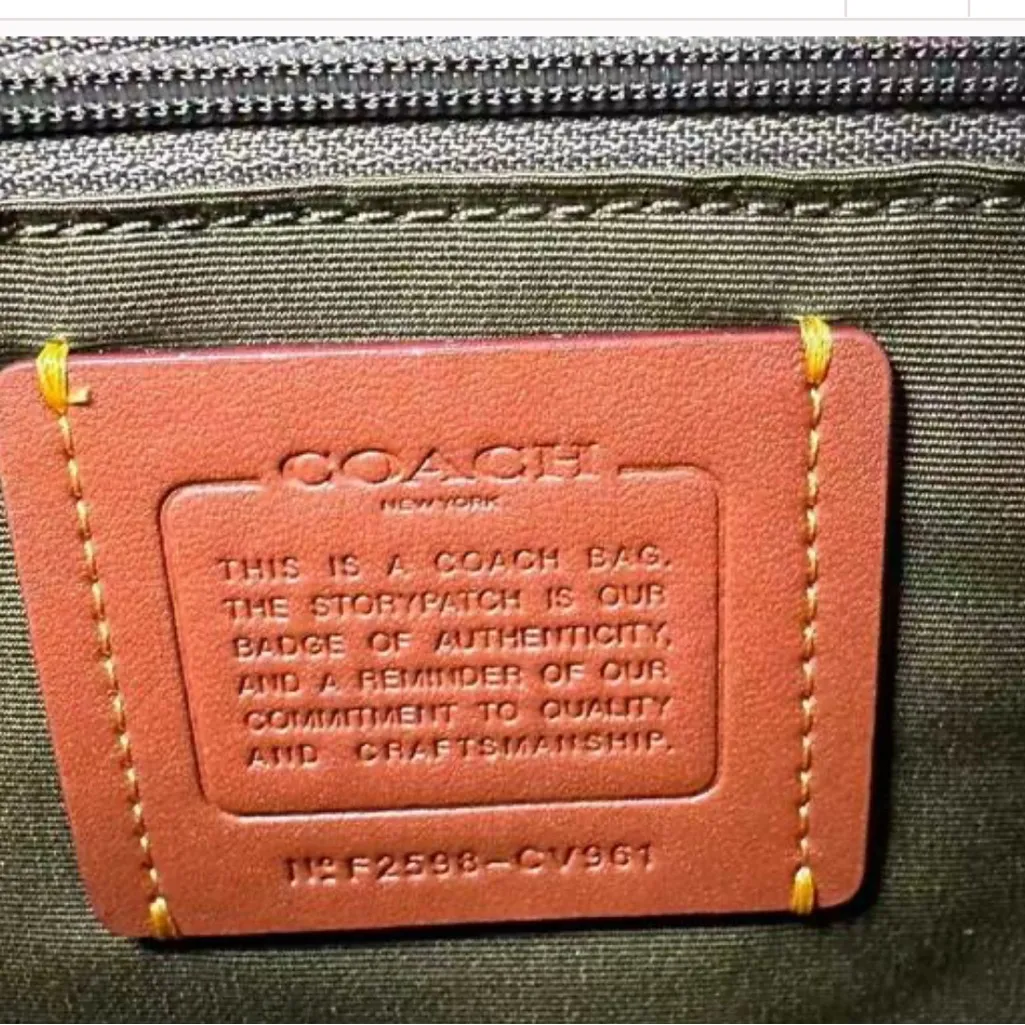 COACH
NEW YORK
THIS IS A COACH BAG.
THE STORYPATCH IS OUR
BADGE OF AUTHENTICITY,
AND A REMINDER OF OUR
COMMITMENT TO QUALITY
AND CRAFTSMANSHIP.
Nº F2598-CV961